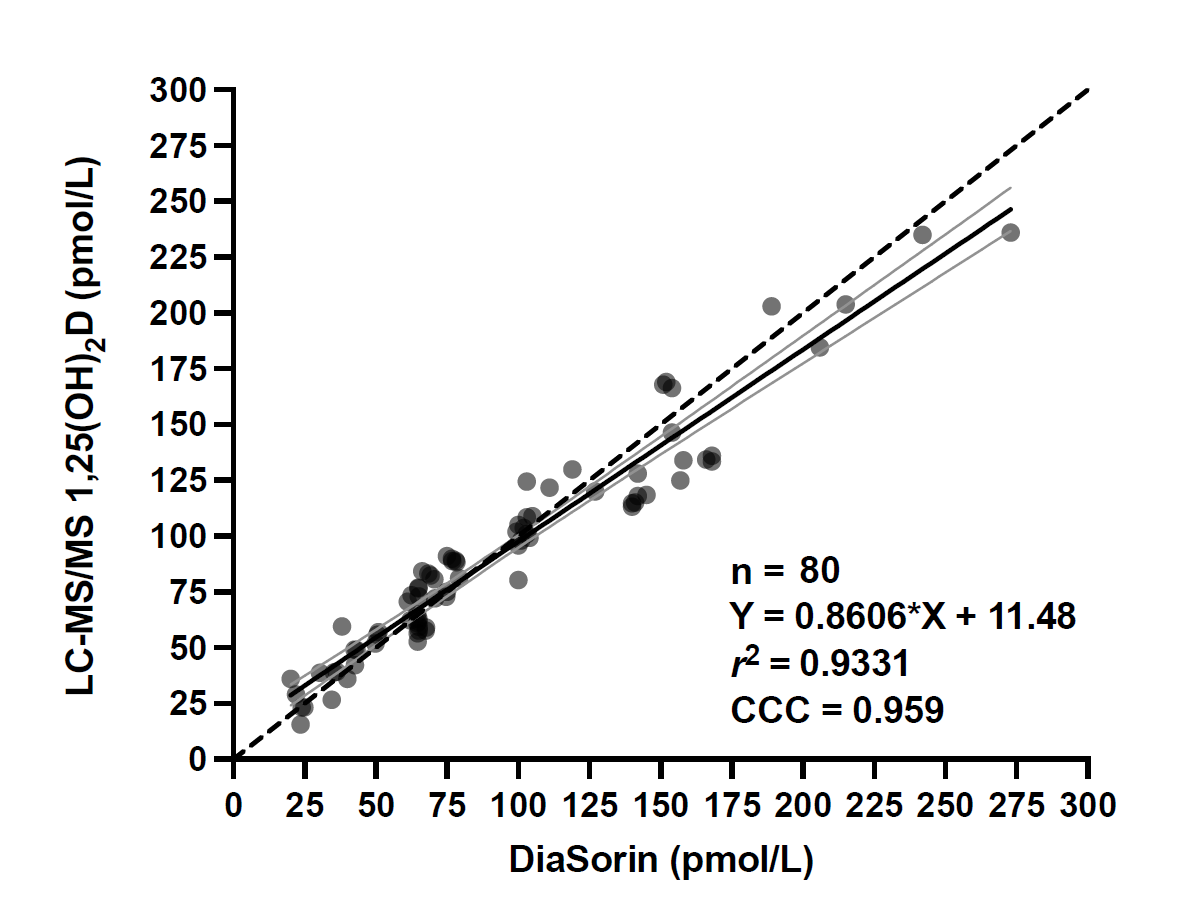 300
275
250
225
200
175
150
125
100
75
50
25
0
LC-MS/MS 1,25(OH)₂D (pmol/L)
n = 80
Y = 0.8606*X + 11.48
r² = 0.9331
CCC = 0.959
0 25 50 75 100 125 150 175 200 225 250 275 300
DiaSorin (pmol/L)